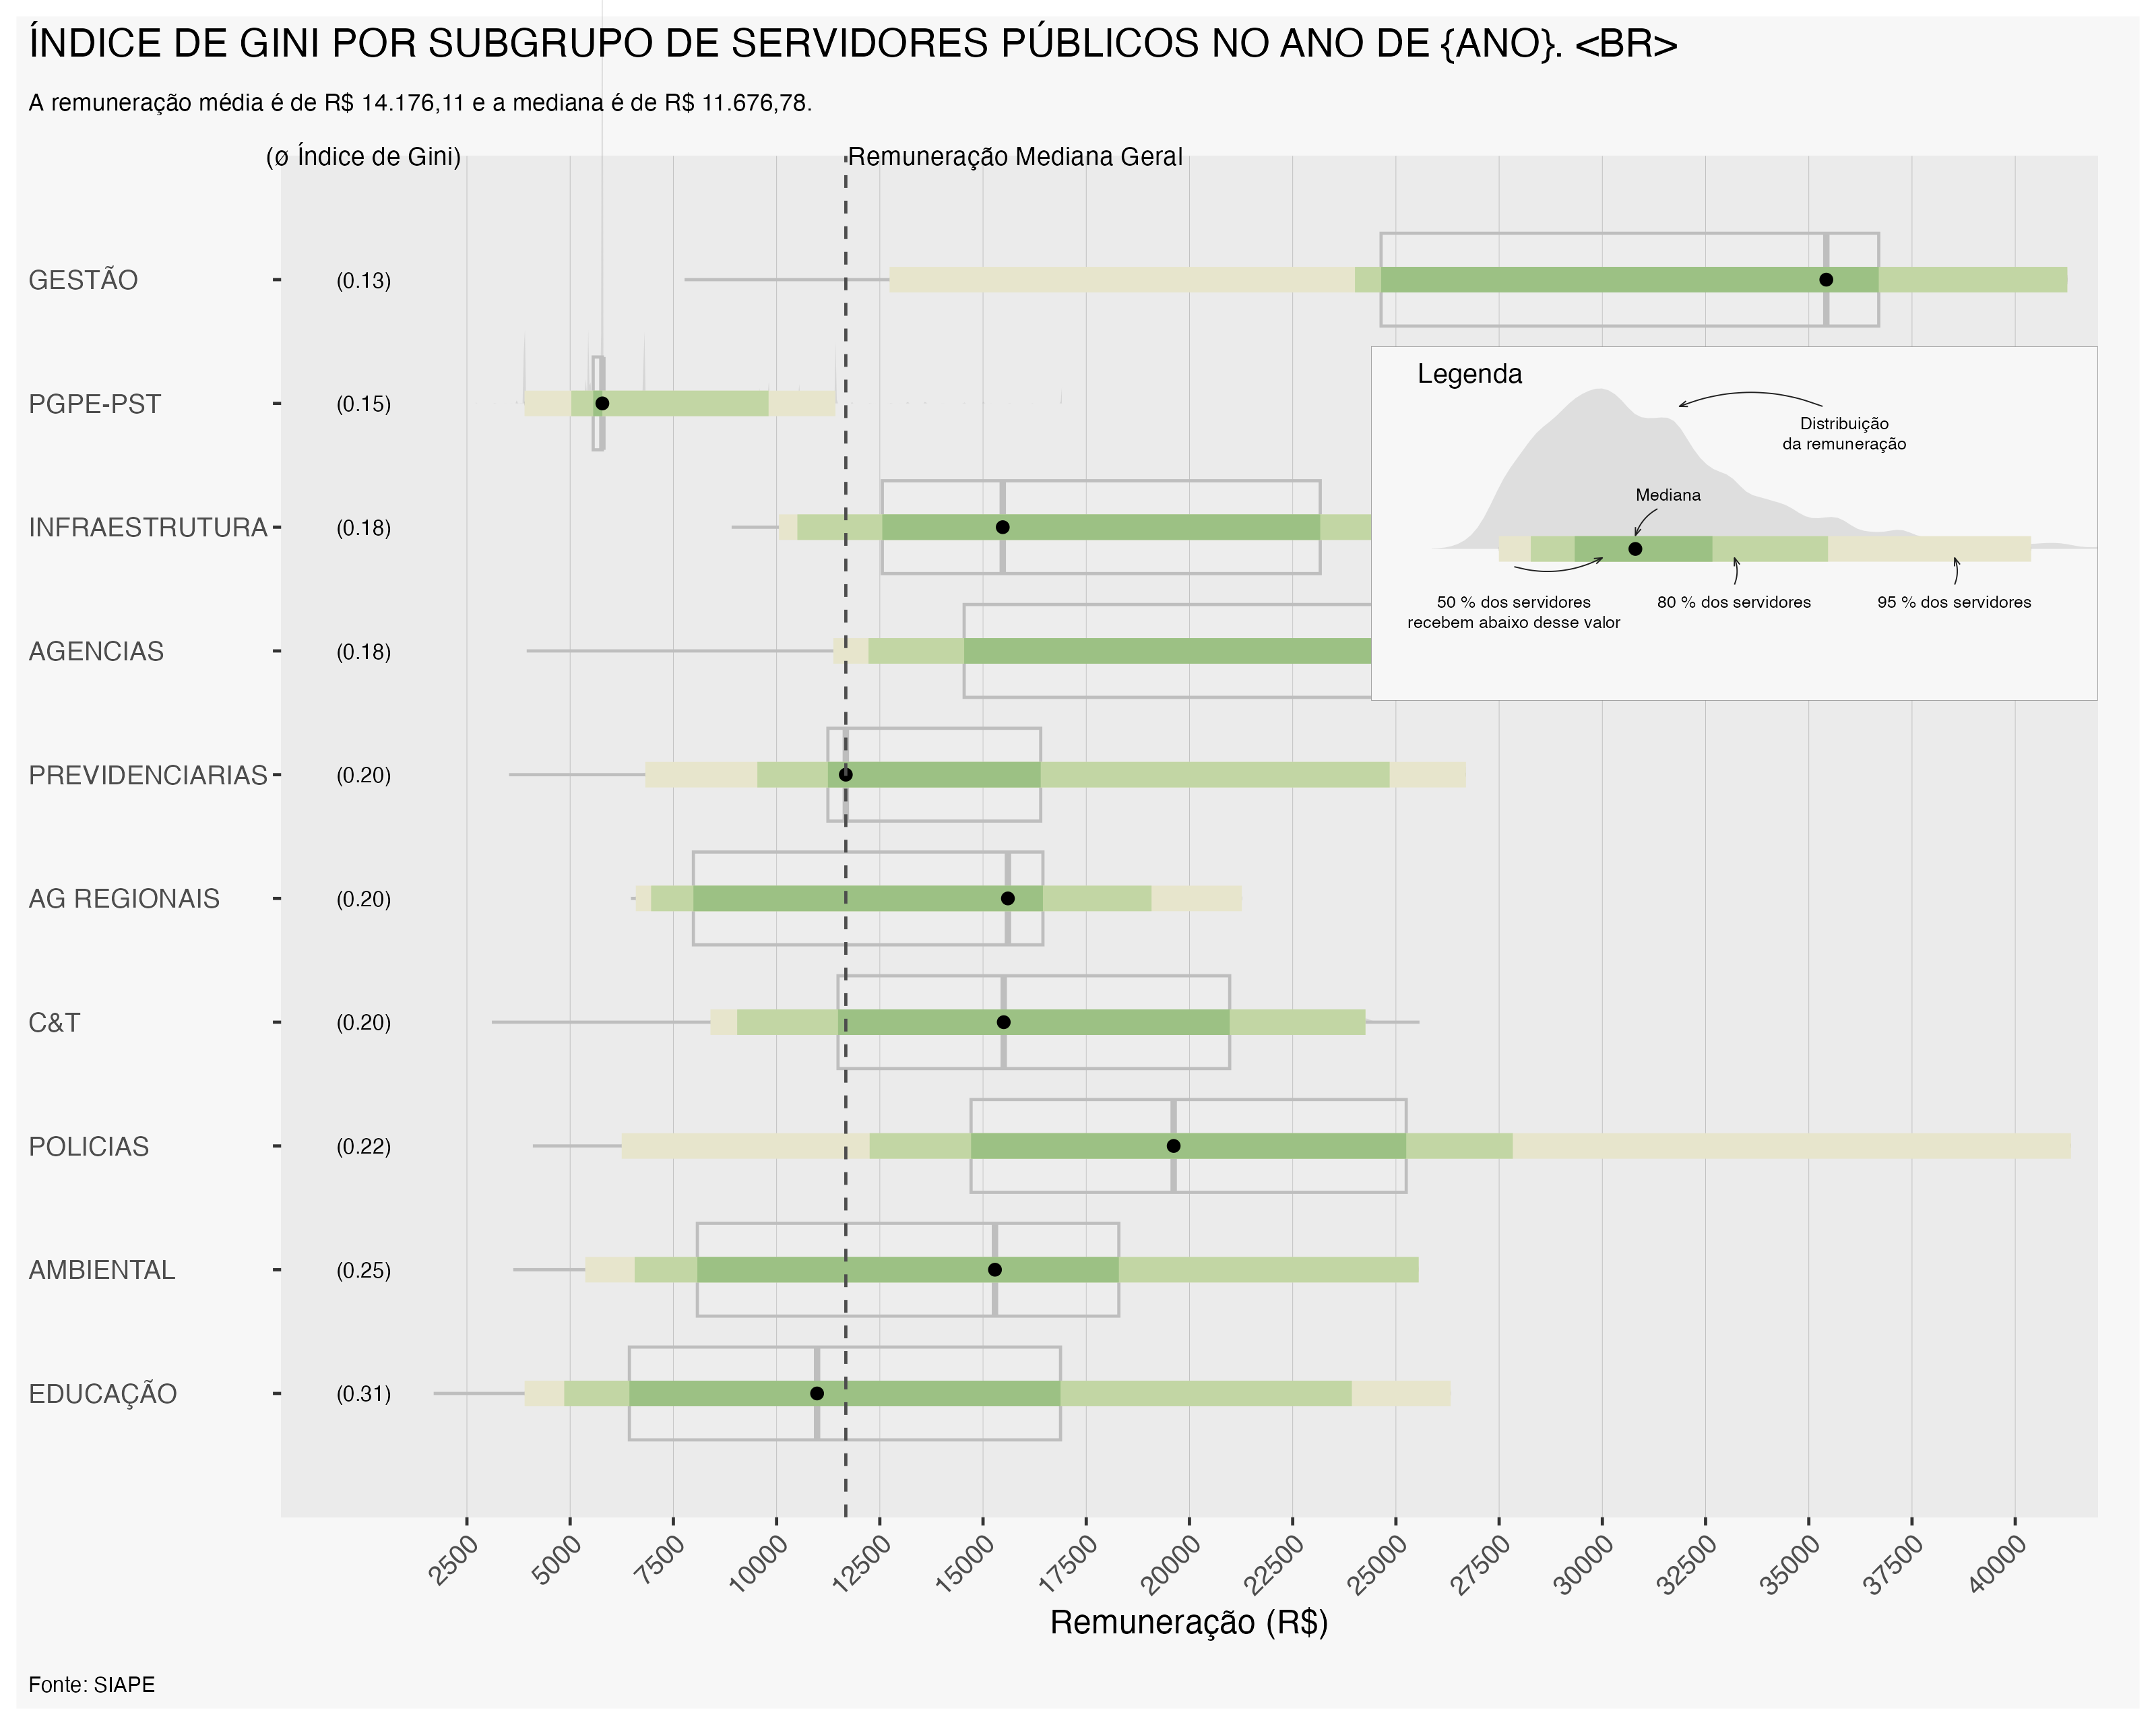 ÍNDICE DE GINI POR SUBGRUPO DE SERVIDORES PÚBLICOS NO ANO DE {ANO}. <BR>
A remuneração média é de R$ 14.176,11 e a mediana é de R$ 11.676,78.
(ø Índice de Gini)
Remuneração Mediana Geral
GESTÃO (0.13)
PGPE-PST (0.15)
INFRAESTRUTURA (0.18)
AGENCIAS (0.18)
PREVIDENCIARIAS (0.20)
AG REGIONAIS (0.20)
C&T (0.20)
POLICIAS (0.22)
AMBIENTAL (0.25)
EDUCAÇÃO (0.31)
Legenda
Distribuição
da remuneração
Mediana
50 % dos servidores
recebem abaixo desse valor
80 % dos servidores
95 % dos servidores
2500 5000 7500 10000 12500 15000 17500 20000 22500 25000 27500 30000 32500 35000 37500 40000
Remuneração (R$)
Fonte: SIAPE